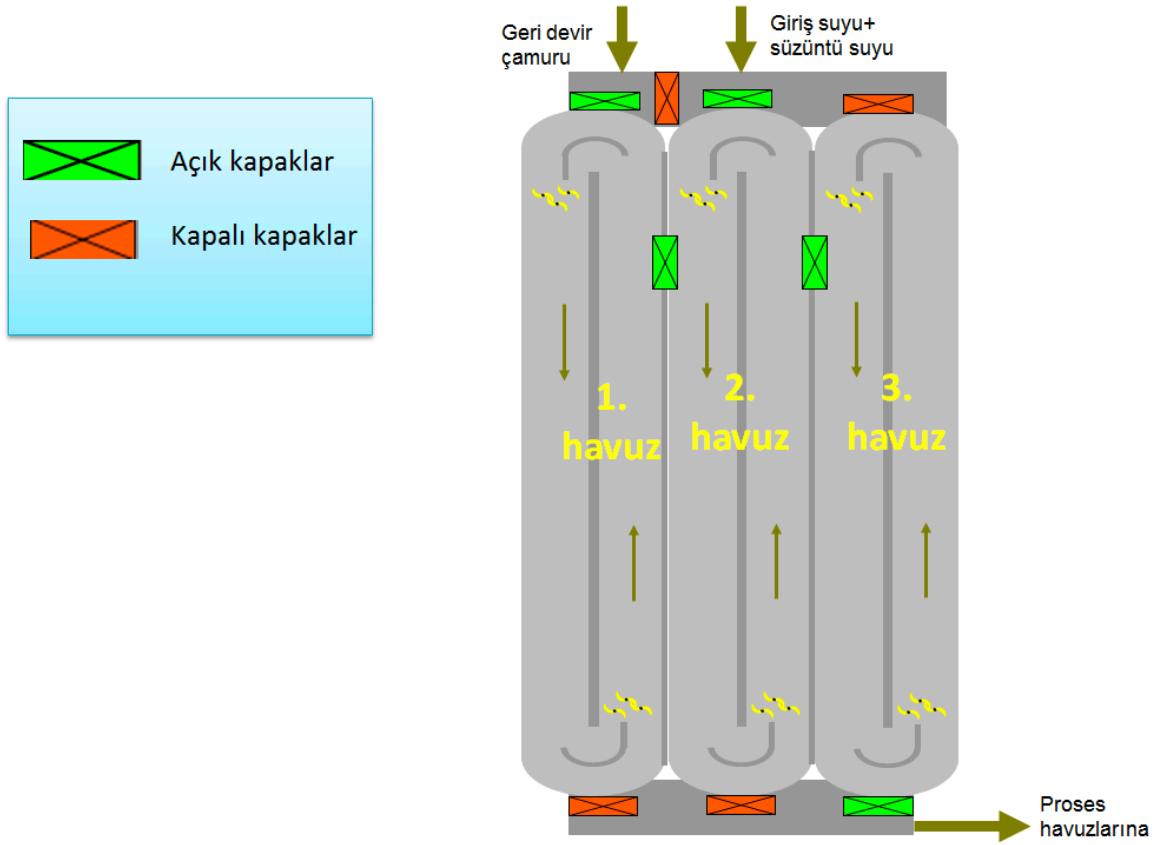 Geri devir
çamuru
Giriş suyu+
süzüntü suyu
Açık kapaklar
Kapalı kapaklar
1.
havuz
2.
havuz
3.
havuz
Proses
havuzlarına